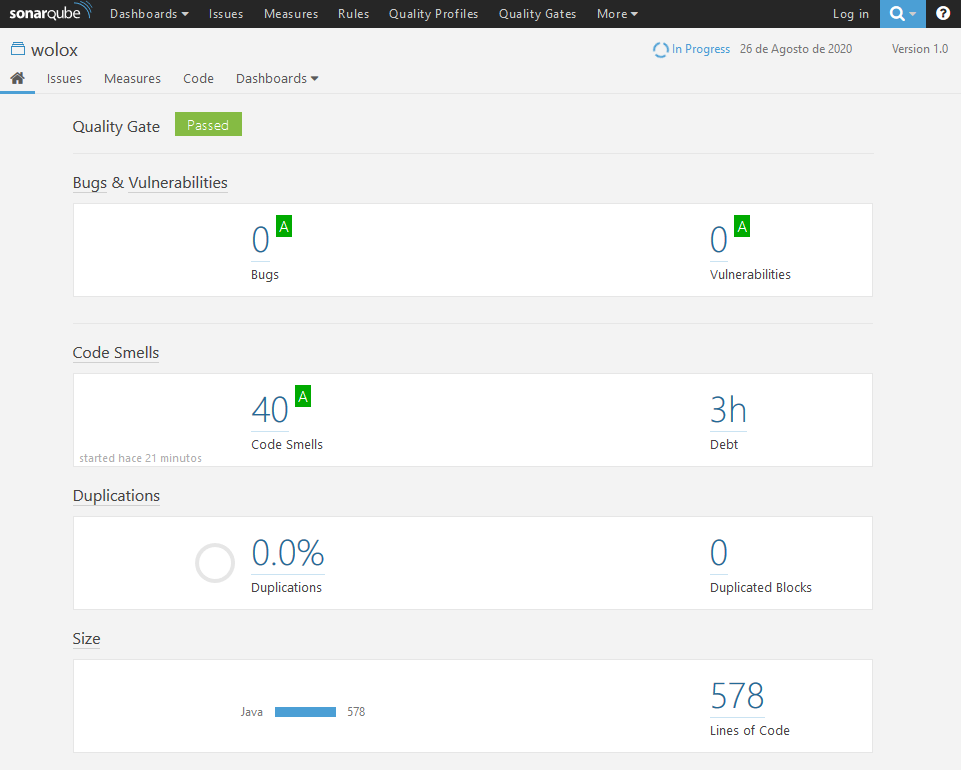 sonarqube Dashboards Issues Measures Rules Quality Profiles Quality Gates More Log in ?
wolox In Progress 26 de Agosto de 2020 Version 1.0
Issues Measures Code Dashboards
Quality Gate Passed
Bugs & Vulnerabilities
0 A 0 A
Bugs Vulnerabilities
Code Smells
40 A 3h
Code Smells Debt
started hace 21 minutos
Duplications
0.0% 0
Duplications Duplicated Blocks
Size
Java 578 578
Lines of Code